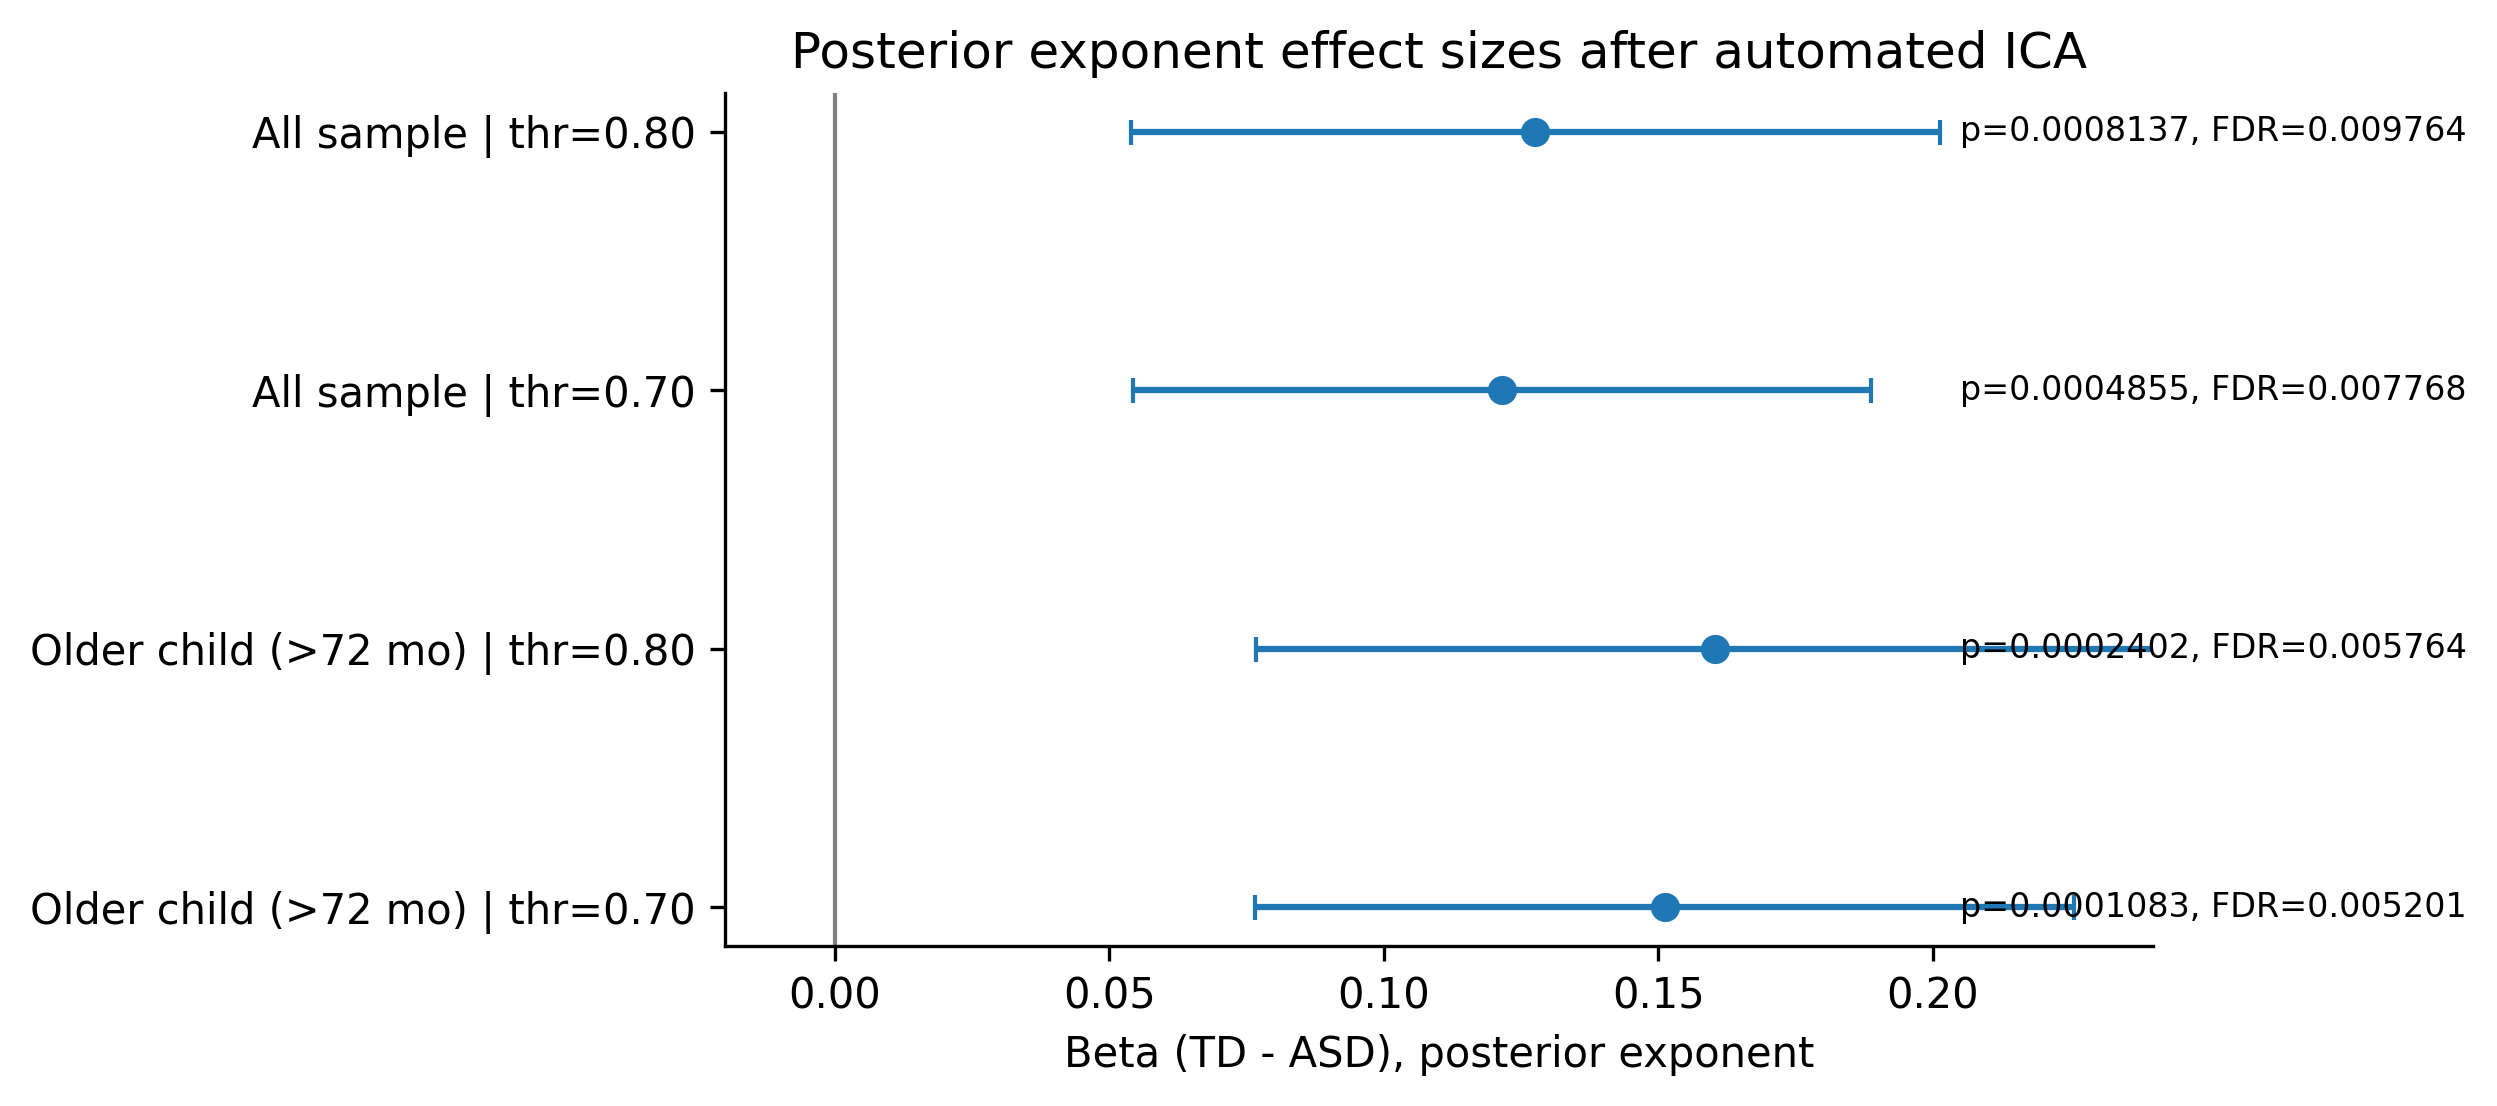 Posterior exponent effect sizes after automated ICA
All sample | thr=0.80
p=0.0008137, FDR=0.009764
All sample | thr=0.70
p=0.0004855, FDR=0.007768
Older child (>72 mo) | thr=0.80
p=0.0002402, FDR=0.005764
Older child (>72 mo) | thr=0.70
p=0.0001083, FDR=0.005201
0.00 0.05 0.10 0.15 0.20
Beta (TD - ASD), posterior exponent